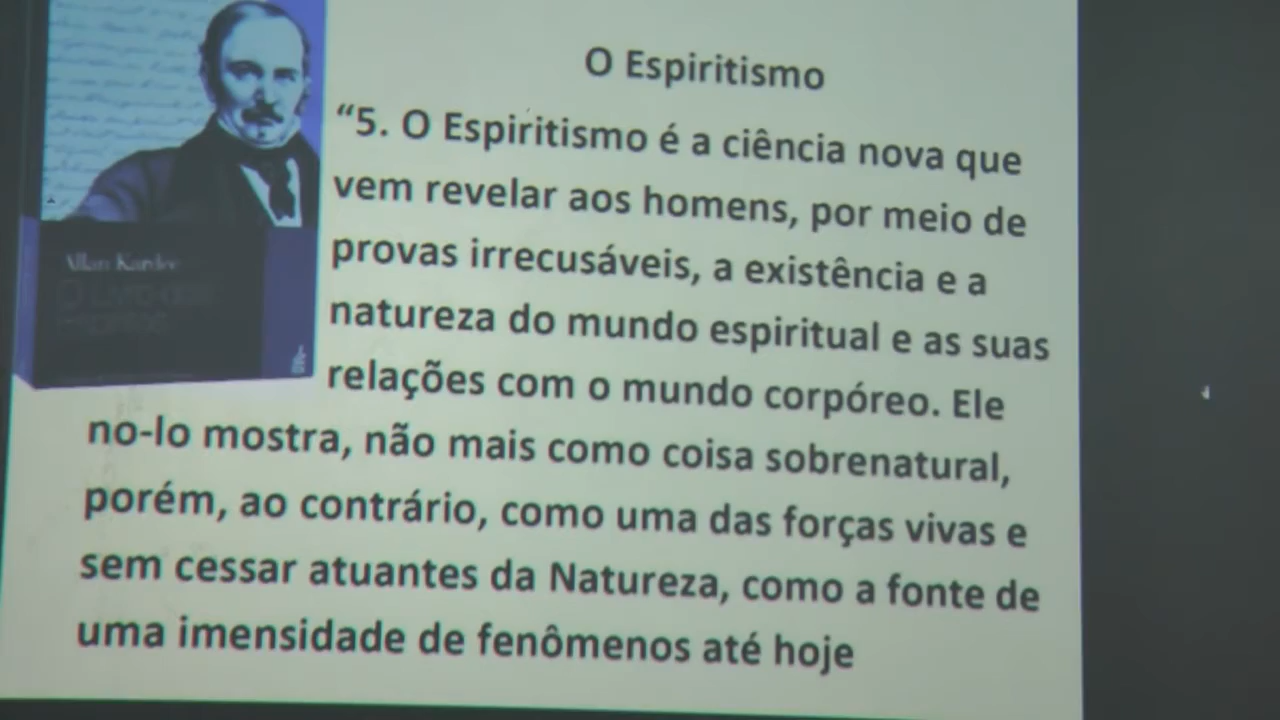 O Espiritismo
“5. O Espiritismo é a ciência nova que
vem revelar aos homens, por meio de
provas irrecusáveis, a existência e a
natureza do mundo espiritual e as suas
relações com o mundo corpóreo. Ele
no-lo mostra, não mais como coisa sobrenatural,
porém, ao contrário, como uma das forças vivas e
sem cessar atuantes da Natureza, como a fonte de
uma imensidade de fenômenos até hoje
Allan Kardec